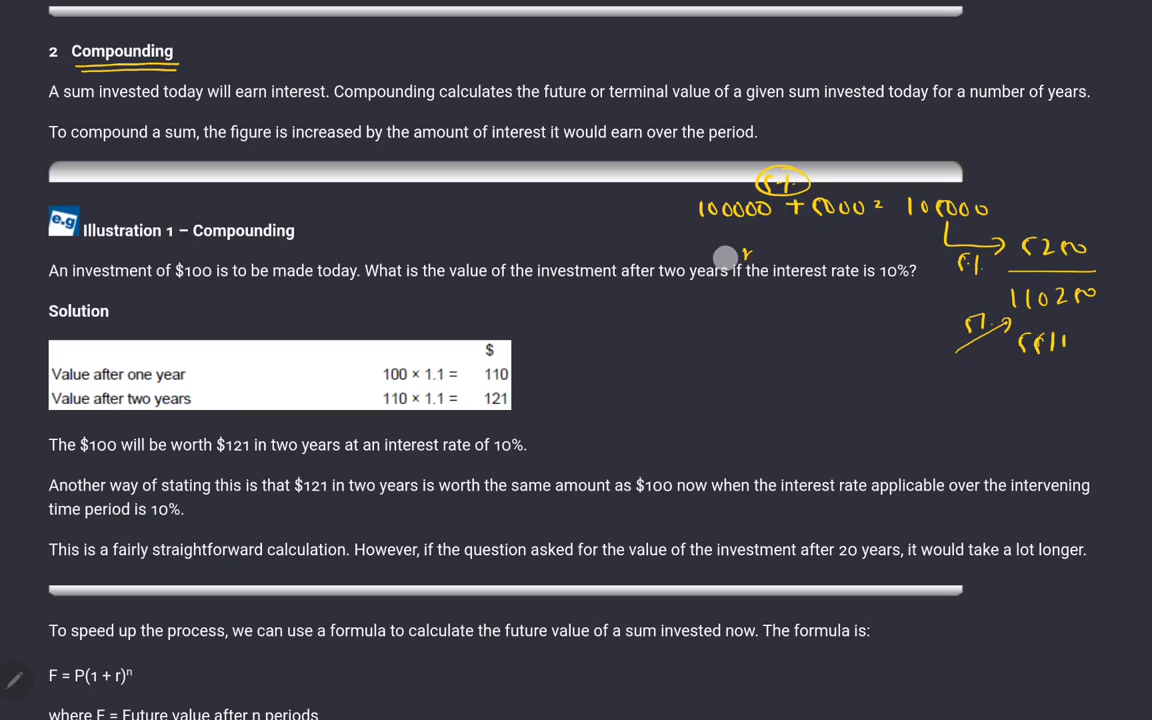 2 Compounding
A sum invested today will earn interest. Compounding calculates the future or terminal value of a given sum invested today for a number of years.
To compound a sum, the figure is increased by the amount of interest it would earn over the period.
5%
100000 + 5000 = 105000
e.g Illustration 1 – Compounding
5250
5%
An investment of $100 is to be made today. What is the value of the investment after two years if the interest rate is 10%?
110250
Solution
5%
5511
$
Value after one year 100 × 1.1 = 110
Value after two years 110 × 1.1 = 121
The $100 will be worth $121 in two years at an interest rate of 10%.
Another way of stating this is that $121 in two years is worth the same amount as $100 now when the interest rate applicable over the intervening
time period is 10%.
This is a fairly straightforward calculation. However, if the question asked for the value of the investment after 20 years, it would take a lot longer.
To speed up the process, we can use a formula to calculate the future value of a sum invested now. The formula is:
F = P(1 + r)ⁿ
where F = Future value after n periods